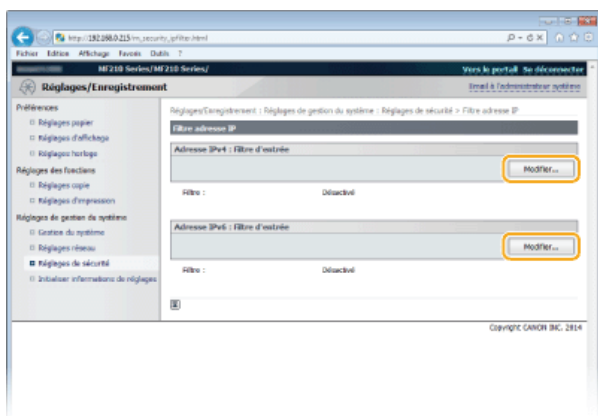 http://192.168.0.215/m_security_ipfilter.html
Fichier Edition Affichage Favoris Outils ?
MF210 Series/MF210 Series/
Vers le portail Se déconnecter
Réglages/Enregistrement
Email à l'administrateur système
Préférences
Réglages papier
Réglages d'affichage
Réglages horloge
Réglages des fonctions
Réglages copie
Réglages d'impression
Réglages de gestion du système
Gestion du système
Réglages réseau
Réglages de sécurité
Initialiser informations de réglages
Réglages/Enregistrement : Réglages de gestion du système : Réglages de sécurité > Filtre adresse IP
Filtre adresse IP
Adresse IPv4 : Filtre d'entrée
Modifier...
Filtre : Désactivé
Adresse IPv6 : Filtre d'entrée
Modifier...
Filtre : Désactivé
Copyright CANON INC. 2014